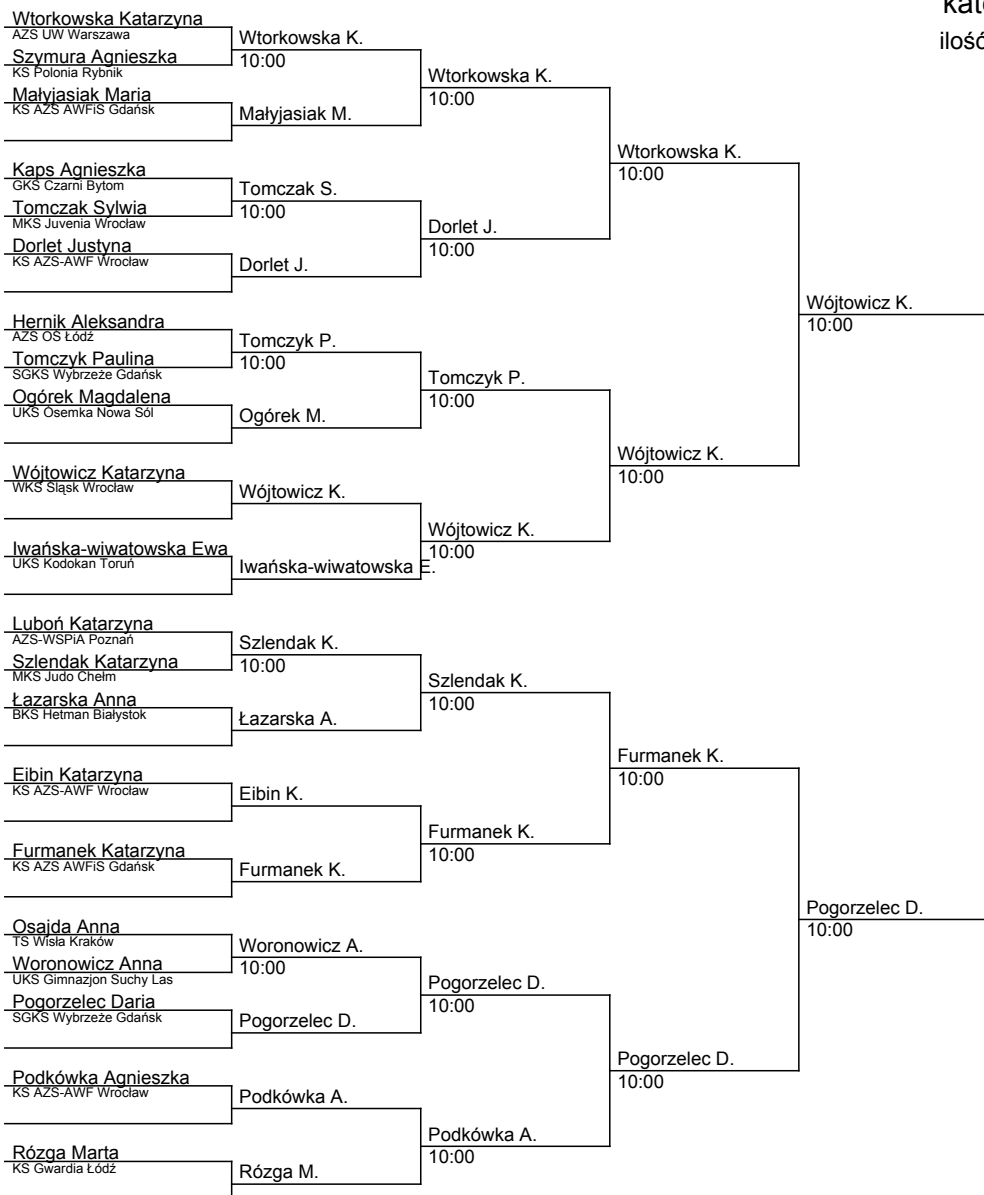 kat
ilość
Wtorkowska Katarzyna
AZS UW Warszawa
Szymura Agnieszka
KS Polonia Rybnik
Małyjasiak Maria
KS AZS AWFiS Gdańsk
Kaps Agnieszka
GKS Czarni Bytom
Tomczak Sylwia
MKS Juvenia Wrocław
Dorlet Justyna
KS AZS-AWF Wrocław
Hernik Aleksandra
AZS OŚ Łódź
Tomczyk Paulina
SGKS Wybrzeże Gdańsk
Ogórek Magdalena
UKS Ósemka Nowa Sól
Wójtowicz Katarzyna
WKS Śląsk Wrocław
Iwańska-wiwatowska Ewa
UKS Kodokan Toruń
Luboń Katarzyna
AZS-WSPiA Poznań
Szlendak Katarzyna
MKS Judo Chełm
Łazarska Anna
BKS Hetman Białystok
Eibin Katarzyna
KS AZS-AWF Wrocław
Furmanek Katarzyna
KS AZS AWFiS Gdańsk
Osajda Anna
TS Wisła Kraków
Woronowicz Anna
UKS Gimnazjon Suchy Las
Pogorzelec Daria
SGKS Wybrzeże Gdańsk
Podkówka Agnieszka
KS AZS-AWF Wrocław
Rózga Marta
KS Gwardia Łódź
Wtorkowska K.
10:00
Małyjasiak M.
Tomczak S.
10:00
Dorlet J.
Tomczyk P.
10:00
Ogórek M.
Wójtowicz K.
Iwańska-wiwatowska E.
Szlendak K.
10:00
Łazarska A.
Eibin K.
Furmanek K.
Woronowicz A.
10:00
Pogorzelec D.
Podkówka A.
Rózga M.
Wtorkowska K.
10:00
Dorlet J.
10:00
Tomczyk P.
10:00
Wójtowicz K.
10:00
Szlendak K.
10:00
Furmanek K.
10:00
Pogorzelec D.
10:00
Podkówka A.
10:00
Wtorkowska K.
10:00
Wójtowicz K.
10:00
Furmanek K.
10:00
Pogorzelec D.
10:00
Wójtowicz K.
10:00
Pogorzelec D.
10:00